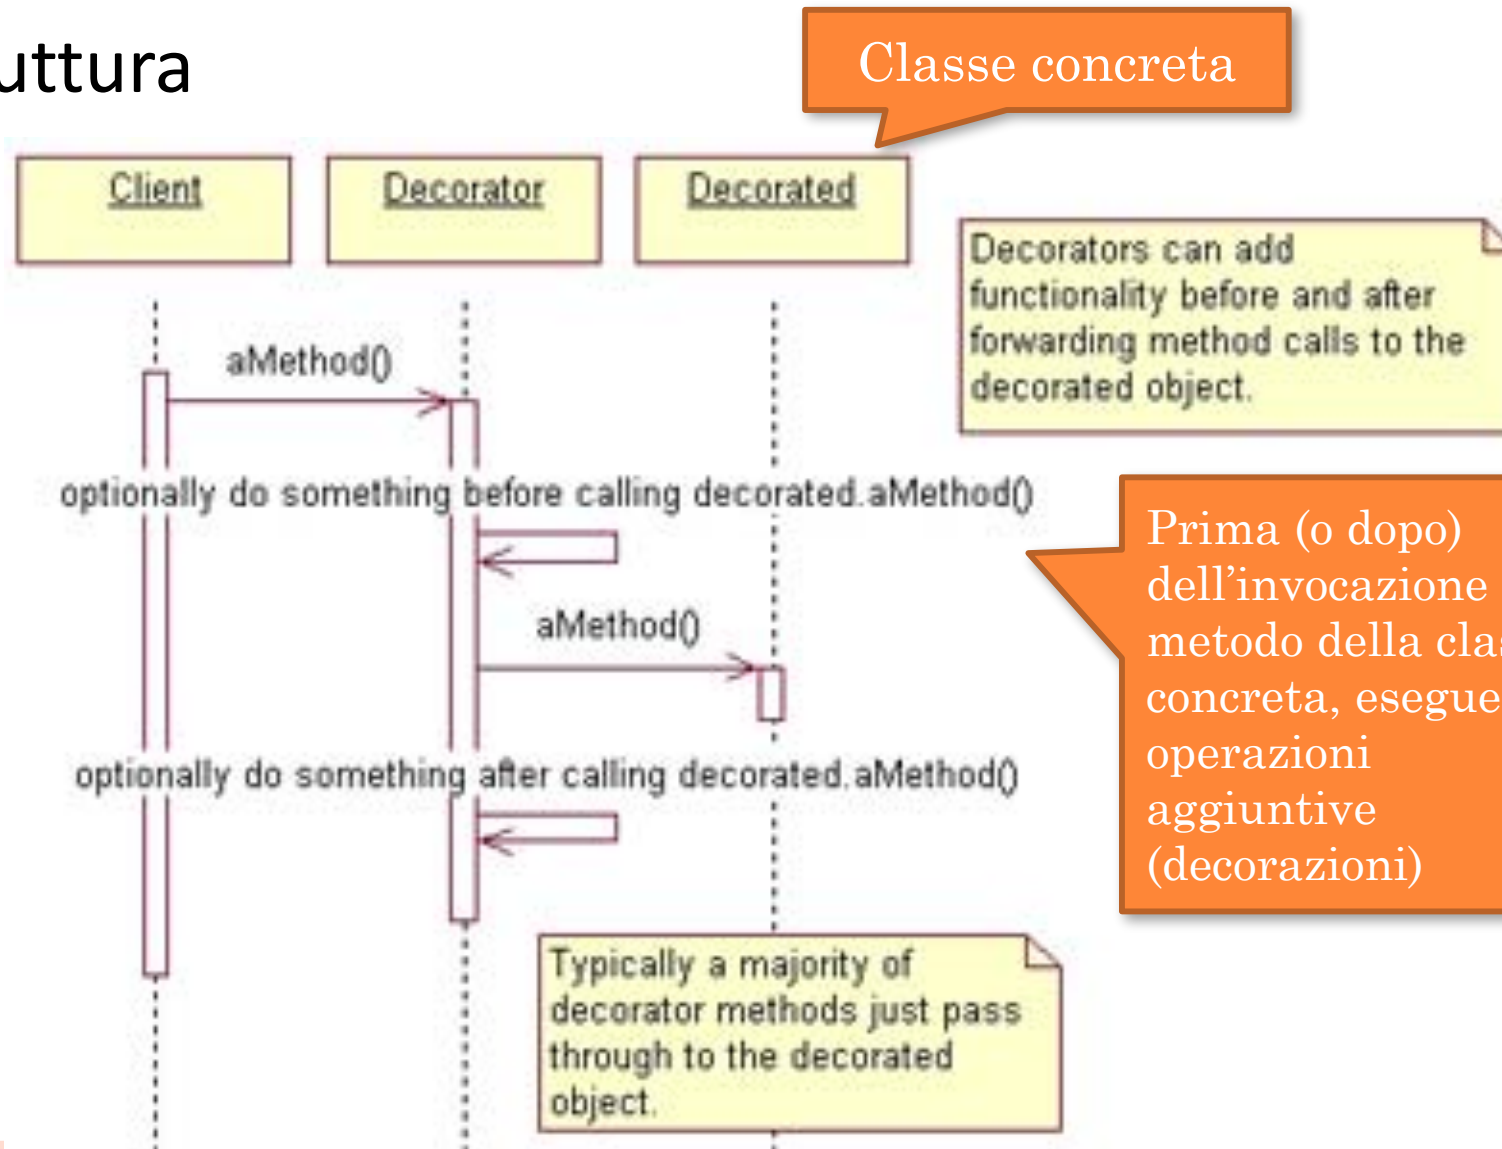 uttura
Classe concreta
Client
Decorator
Decorated
Decorators can add
functionality before and after
forwarding method calls to the
decorated object.
aMethod()
optionally do something before calling decorated.aMethod()
Prima (o dopo)
dell’invocazione
metodo della clas
concreta, esegue
operazioni
aggiuntive
(decorazioni)
aMethod()
optionally do something after calling decorated.aMethod()
Typically a majority of
decorator methods just pass
through to the decorated
object.